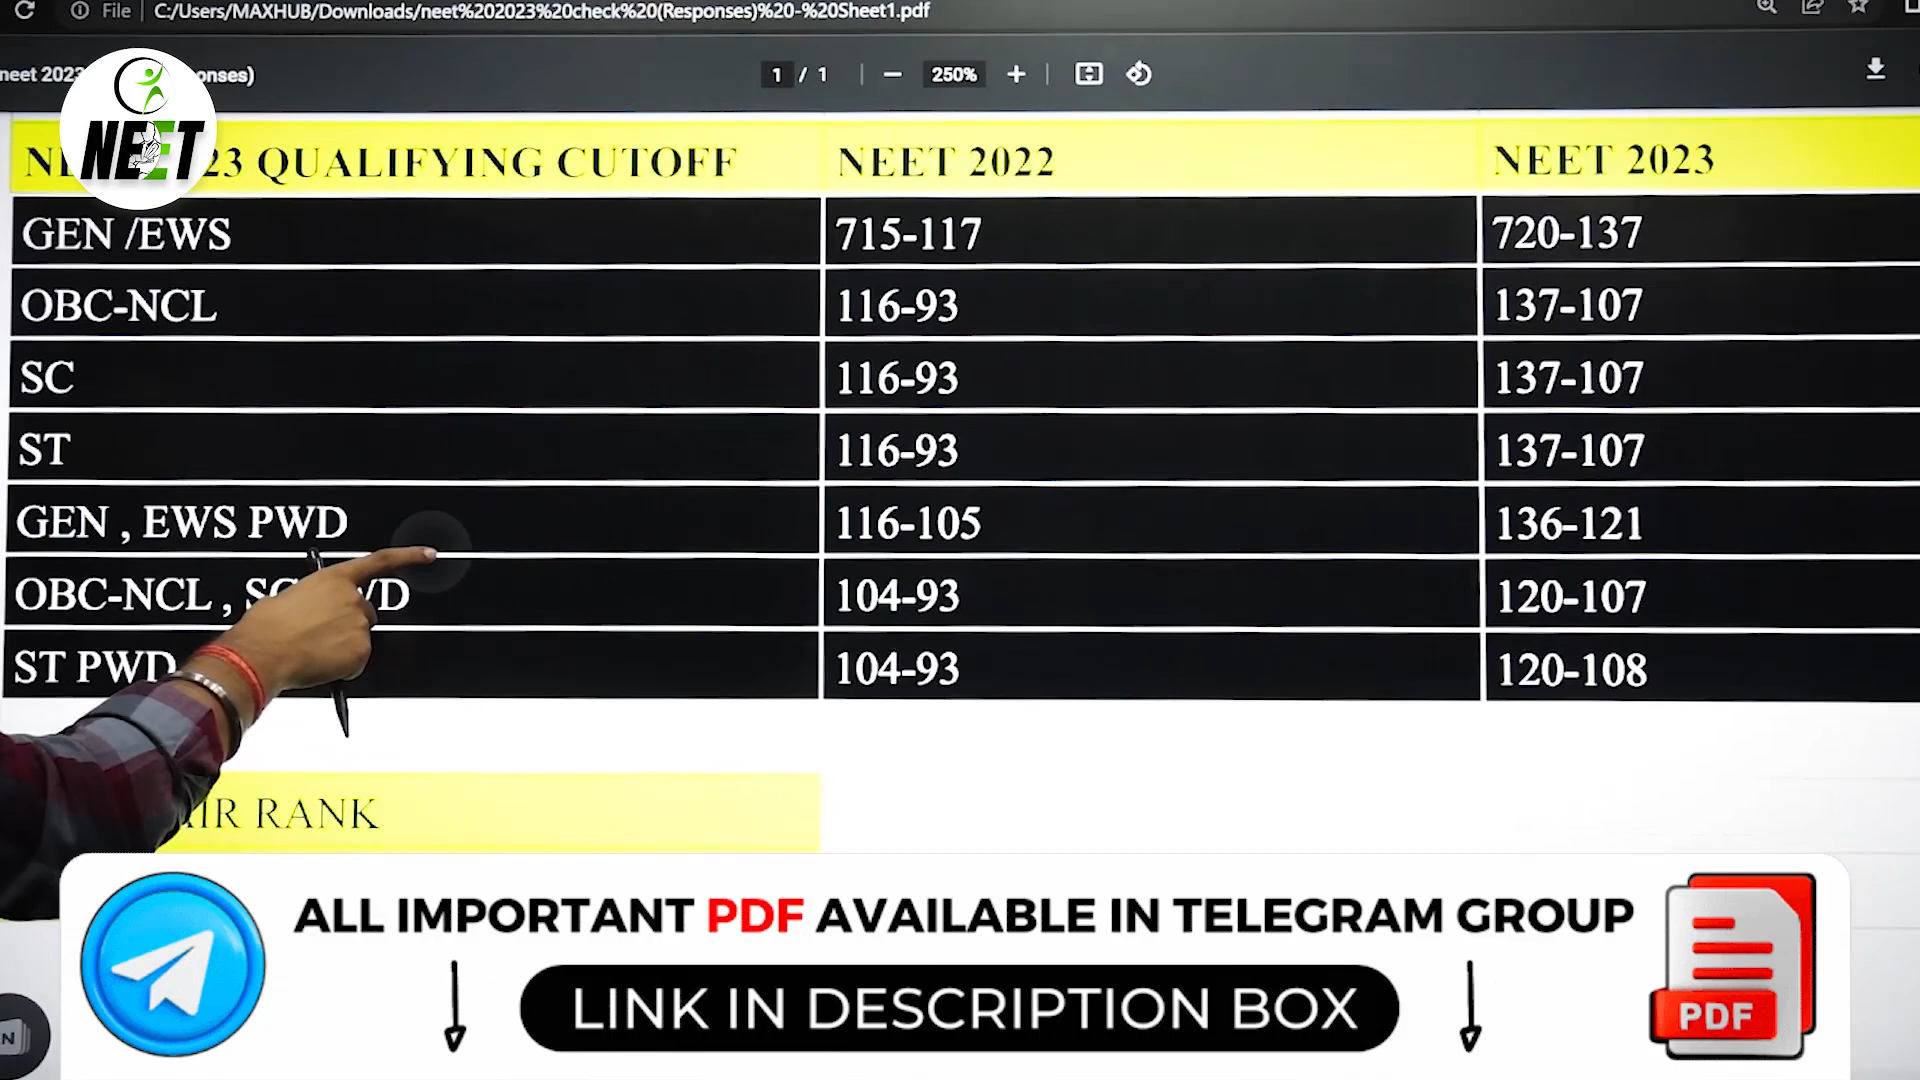 File C:/Users/MAXHUB/Downloads/neet%202023%20check%20(Responses)%20-%20Sheet1.pdf
1 / 1 250%
NEET
23 QUALIFYING CUTOFF NEET 2022 NEET 2023
GEN /EWS 715-117 720-137
OBC-NCL 116-93 137-107
SC 116-93 137-107
ST 116-93 137-107
GEN , EWS PWD 116-105 136-121
OBC-NCL , 104-93 120-107
ST PWD 104-93 120-108
RANK
ALL IMPORTANT PDF AVAILABLE IN TELEGRAM GROUP
LINK IN DESCRIPTION BOX
PDF